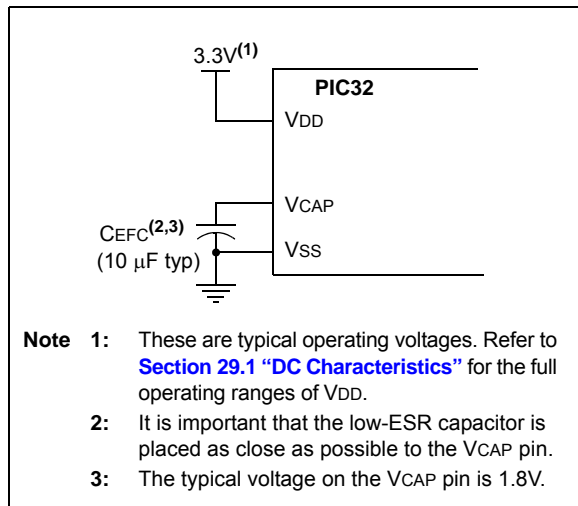 3.3V(1)
PIC32
VDD
VCAP
CEFC(2,3)
(10 μF typ)
VSS
Note 1: These are typical operating voltages. Refer to
Section 29.1 “DC Characteristics” for the full
operating ranges of VDD.
2: It is important that the low-ESR capacitor is
placed as close as possible to the VCAP pin.
3: The typical voltage on the VCAP pin is 1.8V.